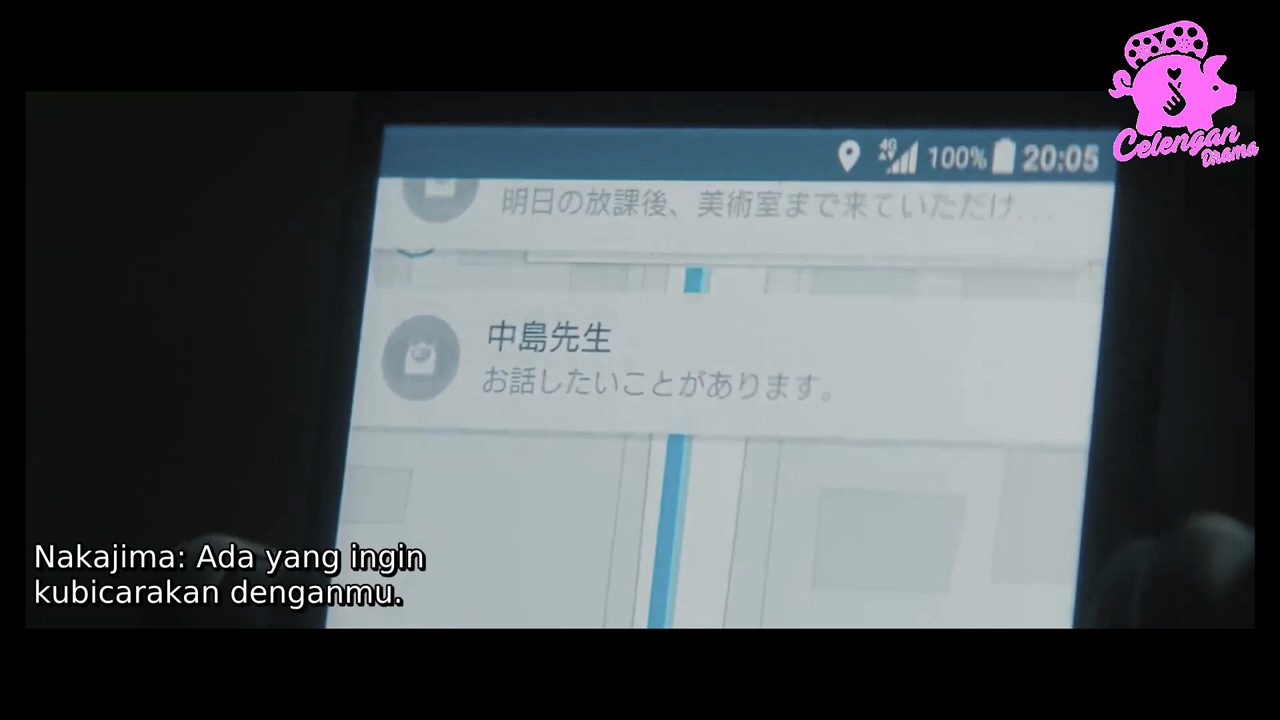 Celengan
Drama
4G 100% 20:05
明日の放課後、美術室まで来ていただけ...
中島先生
お話したいことがあります。
Nakajima: Ada yang ingin
kubicarakan denganmu.